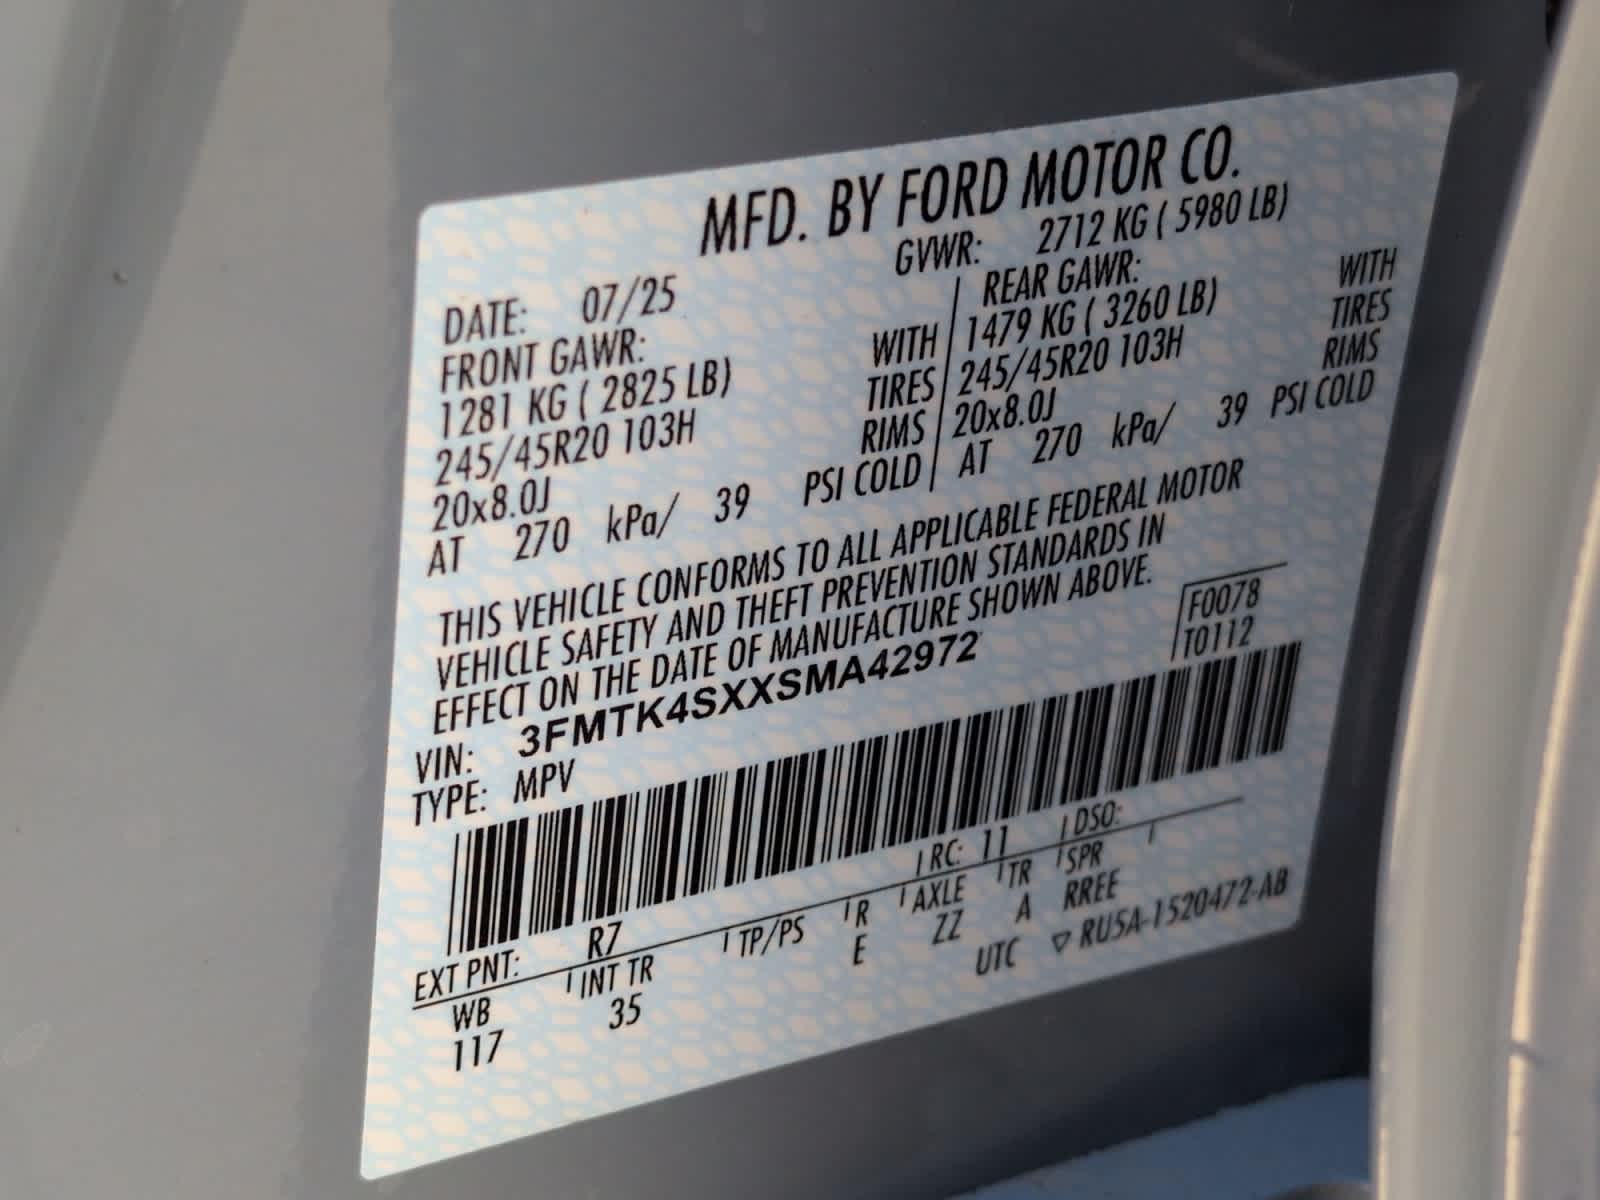 MFD. BY FORD MOTOR CO.
DATE: 07/25 GVWR: 2712 KG ( 5980 LB)
FRONT GAWR: REAR GAWR:
1281 KG ( 2825 LB) WITH 1479 KG ( 3260 LB) WITH
245/45R20 103H TIRES 245/45R20 103H TIRES
20x8.0J RIMS 20x8.0J RIMS
AT 270 kPa/ 39 PSI COLD AT 270 kPa/ 39 PSI COLD
THIS VEHICLE CONFORMS TO ALL APPLICABLE FEDERAL MOTOR
VEHICLE SAFETY AND THEFT PREVENTION STANDARDS IN
EFFECT ON THE DATE OF MANUFACTURE SHOWN ABOVE.
F0078
T0112
VIN: 3FMTK4SXXSMA42972
TYPE: MPV
EXT PNT: R7 RC: 11 DSO:
WB INT TR TP/PS R AXLE TR SPR
117 35 E ZZ A RREE
UTC ▽ RU5A-1520472-AB